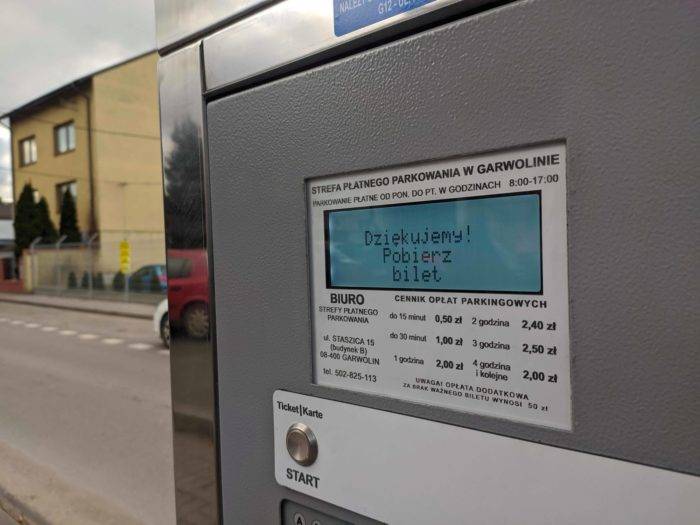 NALEŻY
G12 -
STREFA PŁATNEGO PARKOWANIA W GARWOLINIE
PARKOWANIE PŁATNE OD PON. DO PT. W GODZINACH 8:00-17:00
Dziękujemy!
Pobierz
bilet
BIURO
STREFY PŁATNEGO
PARKOWANIA
ul. STASZICA 15
(budynek B)
08-400 GARWOLIN
tel. 502-825-113
CENNIK OPŁAT PARKINGOWYCH
do 15 minut 0,50 zł 2 godzina 2,40 zł
do 30 minut 1,00 zł 3 godzina 2,50 zł
1 godzina 2,00 zł 4 godzina i kolejne 2,00 zł
UWAGA! OPŁATA DODATKOWA
ZA BRAK WAŻNEGO BILETU WYNOSI 50 zł
Ticket|Karte
START
A